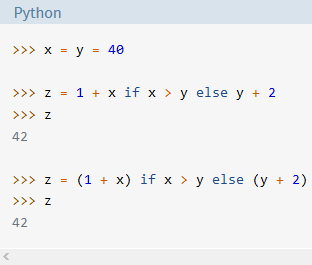 Python
>>> x = y = 40
>>> z = 1 + x if x > y else y + 2
>>> z
42
>>> z = (1 + x) if x > y else (y + 2)
>>> z
42